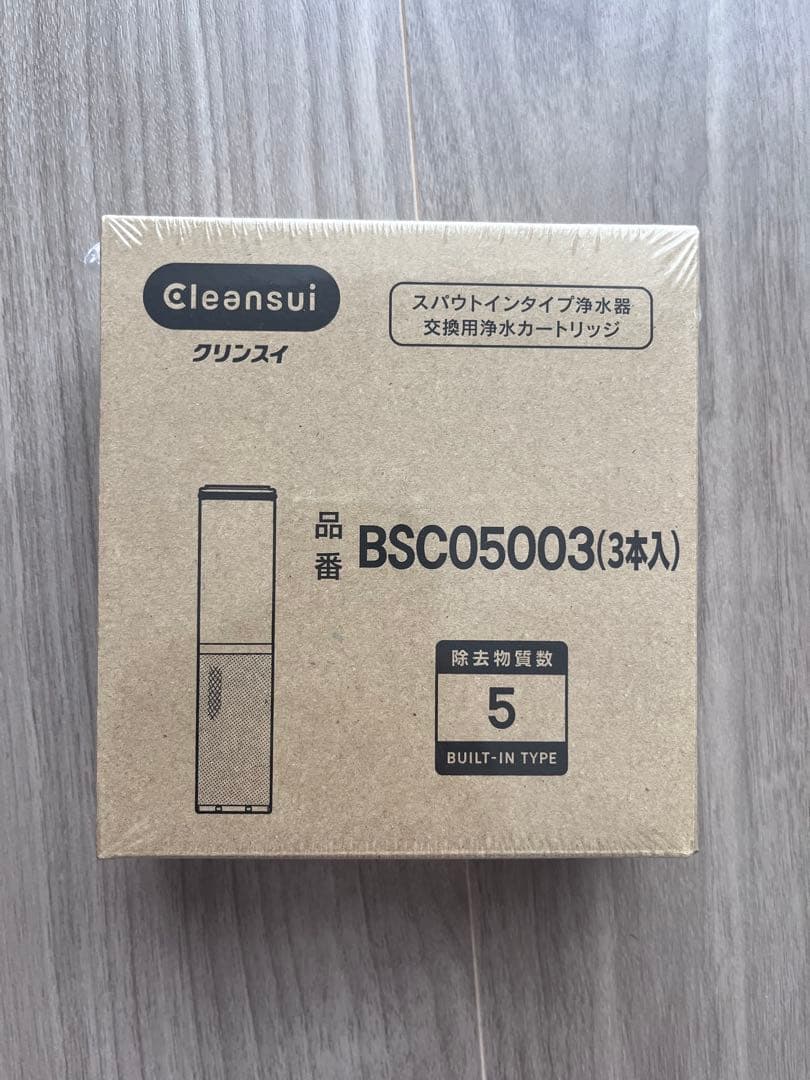 Cleansui
クリンスイ
スパウトインタイプ浄水器
交換用浄水カートリッジ
品番 BSC05003(3本入)
除去物質数
5
BUILT-IN TYPE